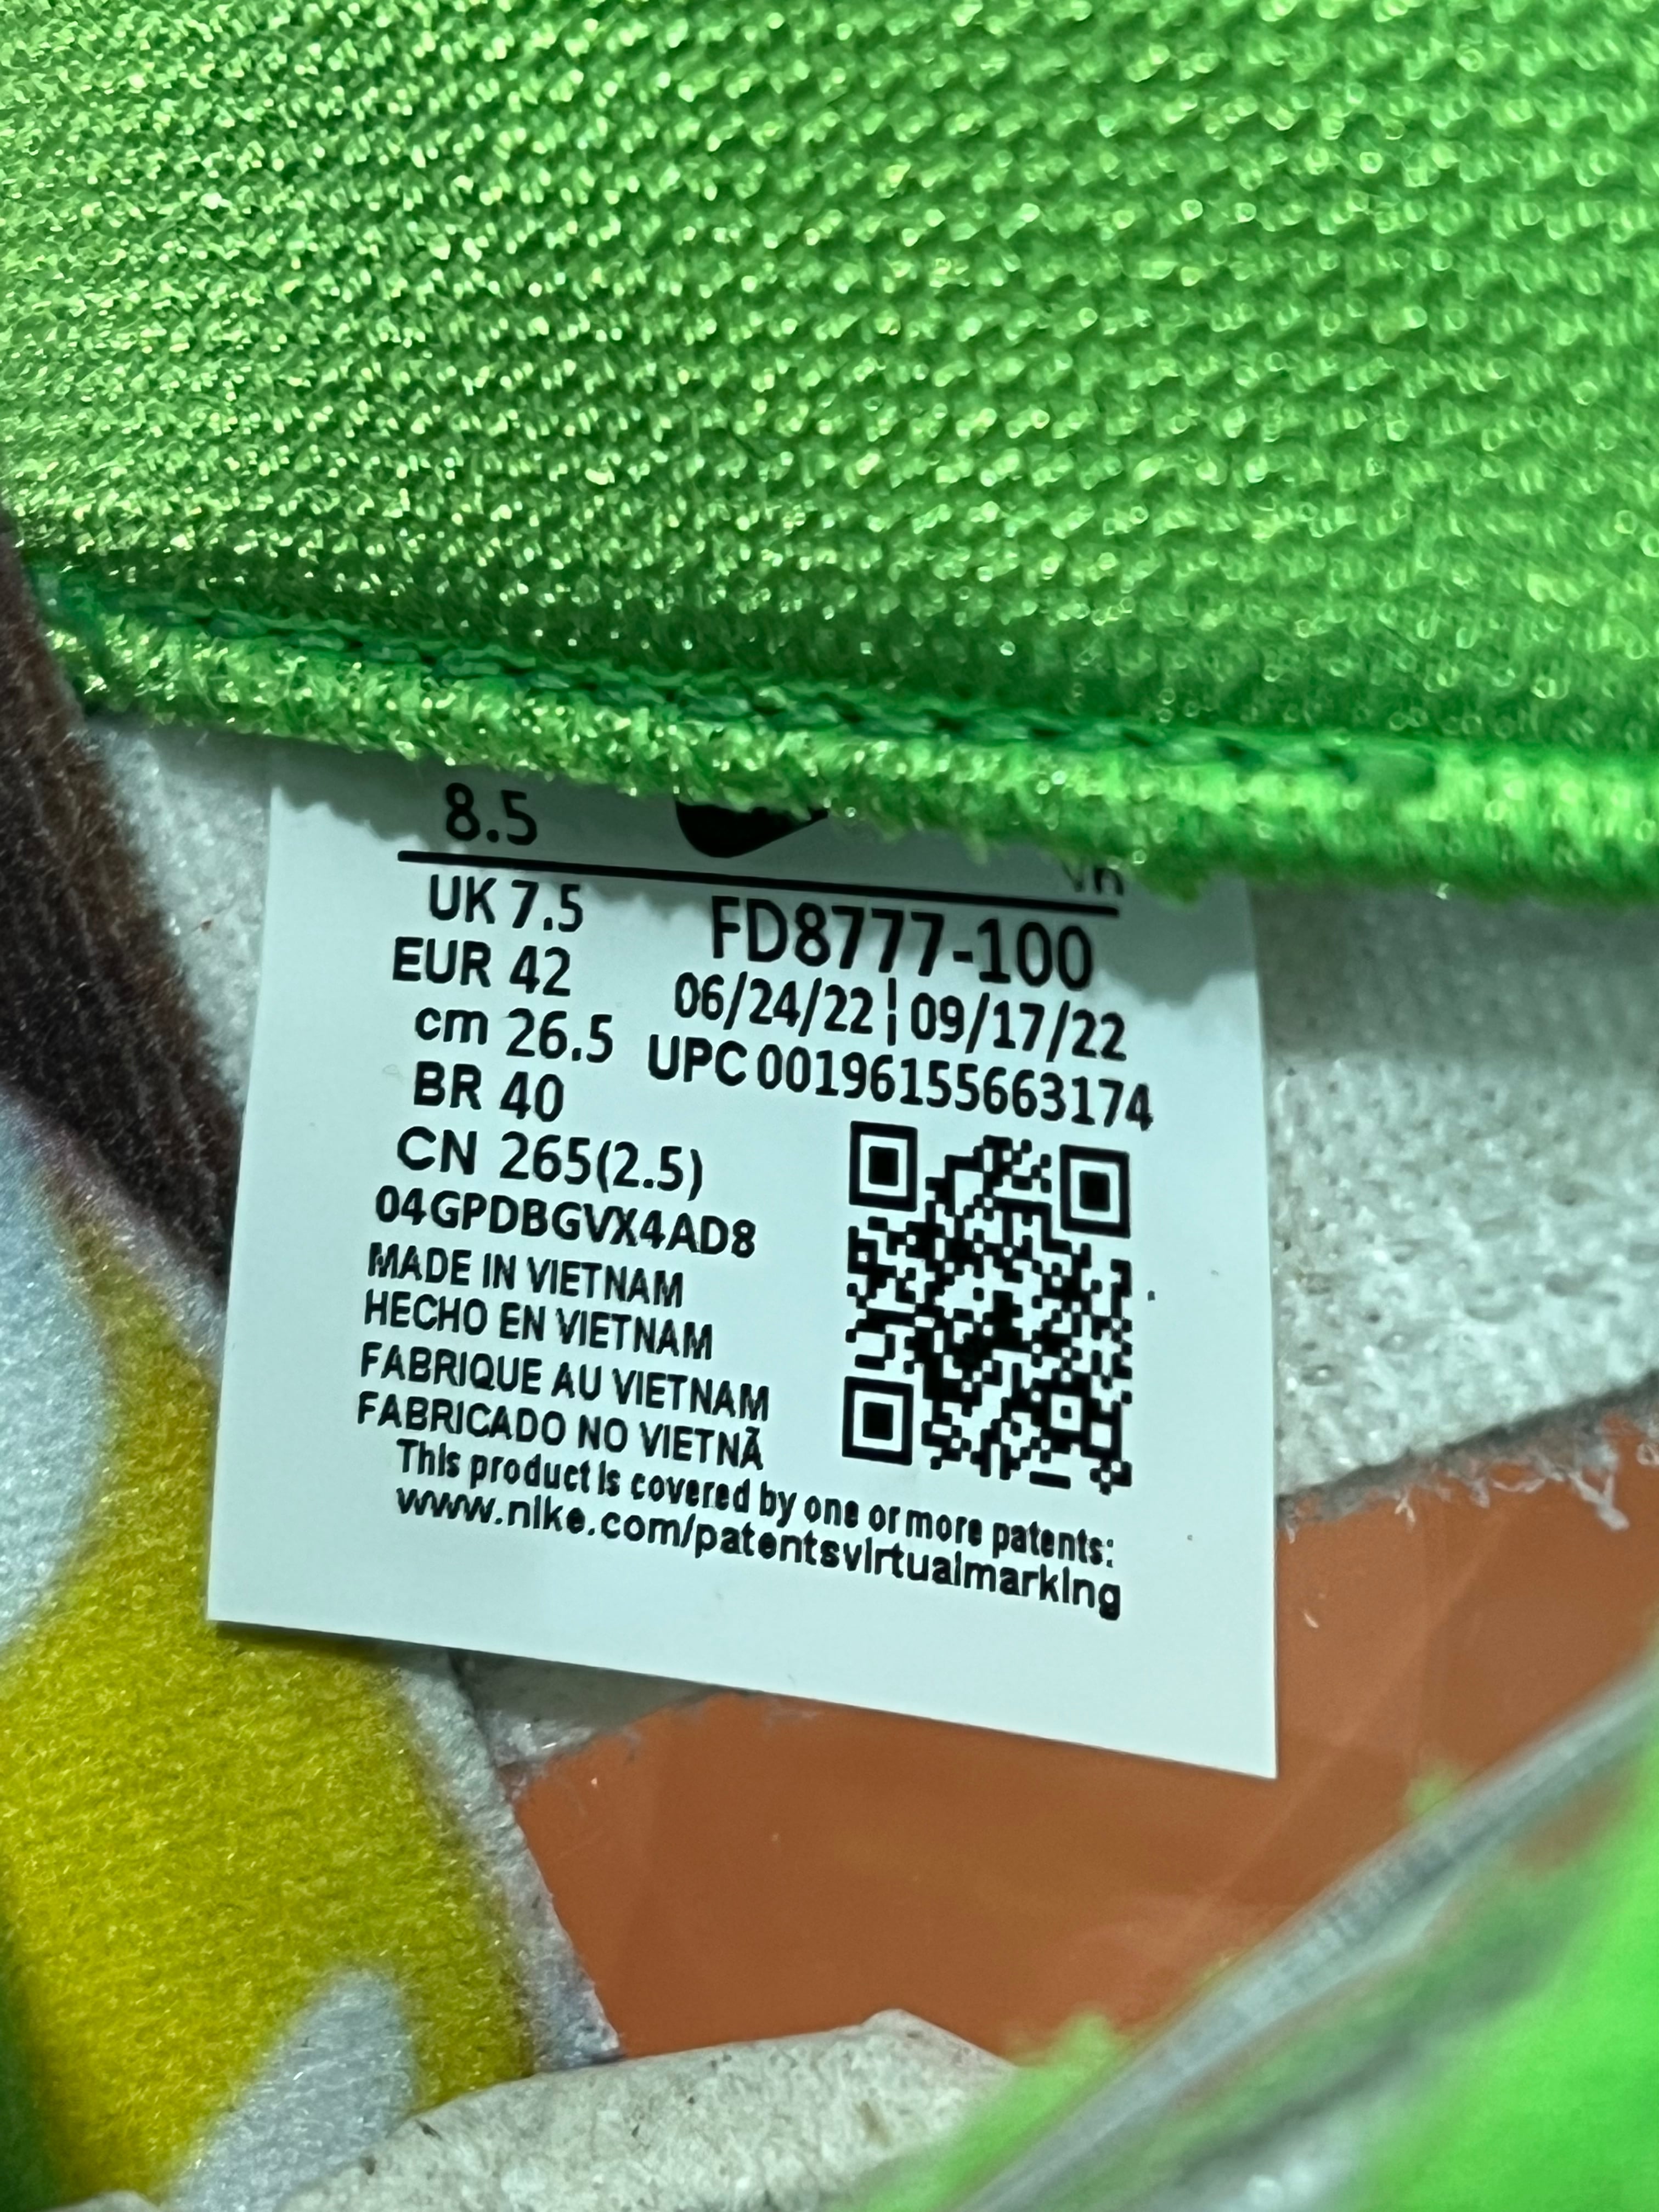 8.5
UK 7.5
FD8777-100
EUR 42
06/24/22 ¦ 09/17/22
cm 26.5
UPC 00196155663174
BR 40
CN 265(2.5)
04GPDBGVX4AD8
MADE IN VIETNAM
HECHO EN VIETNAM
FABRIQUE AU VIETNAM
FABRICADO NO VIETNÃ
This product is covered by one or more patents:
www.nike.com/patentsvirtualmarking